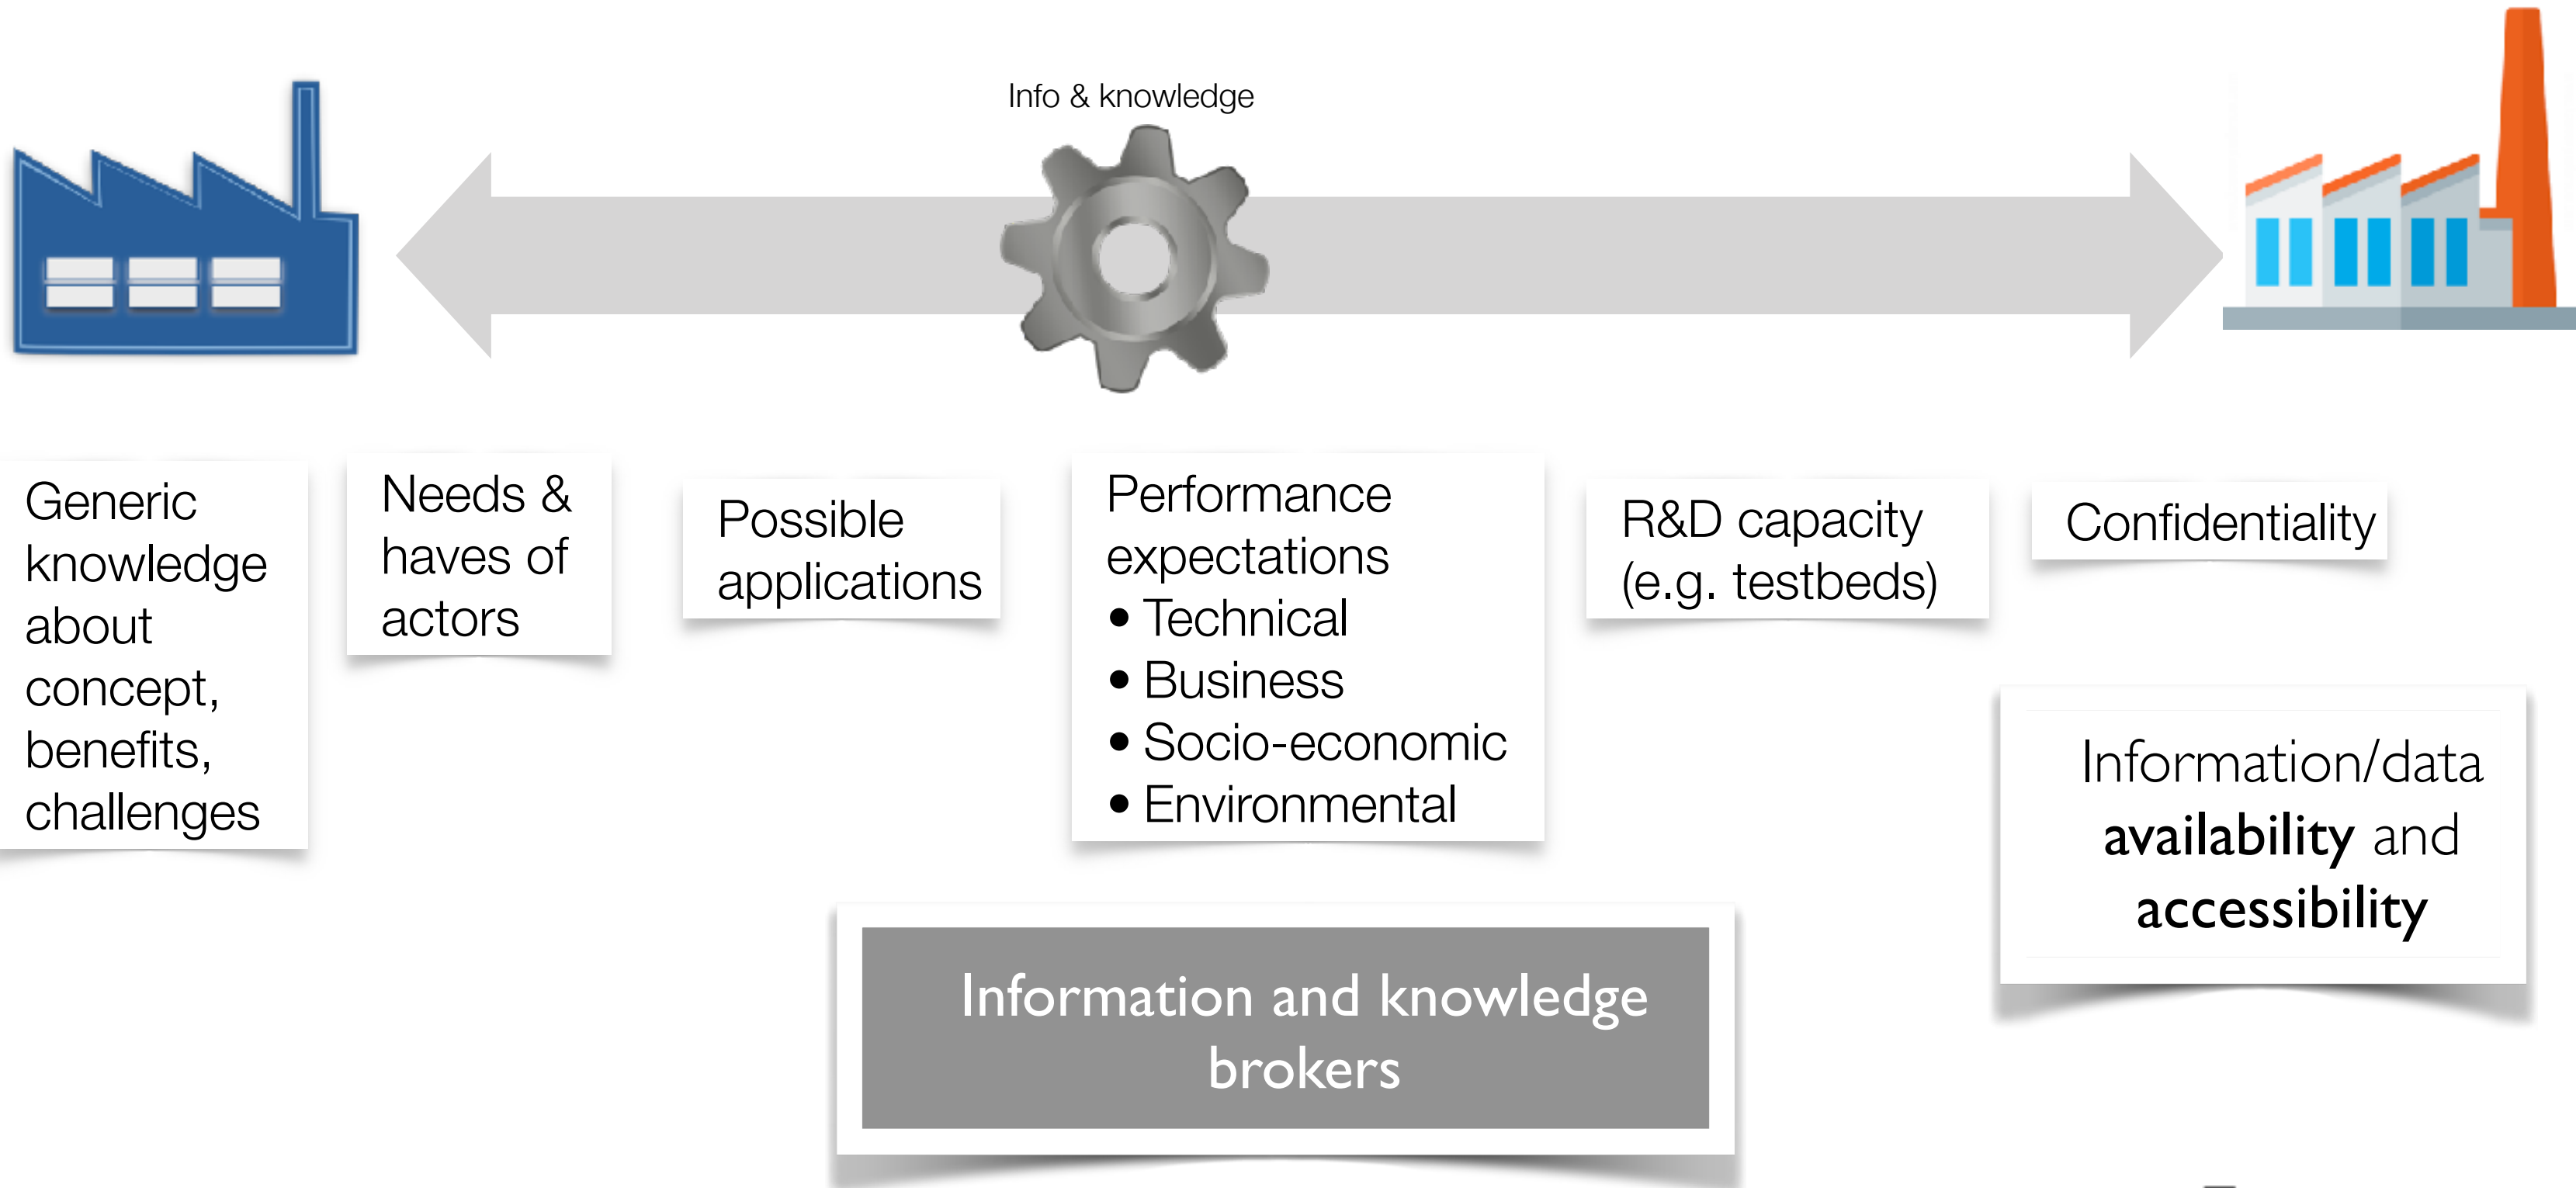 Info & knowledge
Generic
knowledge
about
concept,
benefits,
challenges
Needs &
haves of
actors
Possible
applications
Performance
expectations
• Technical
• Business
• Socio-economic
• Environmental
R&D capacity
(e.g. testbeds)
Confidentiality
Information/data
availability and
accessibility
Information and knowledge
brokers